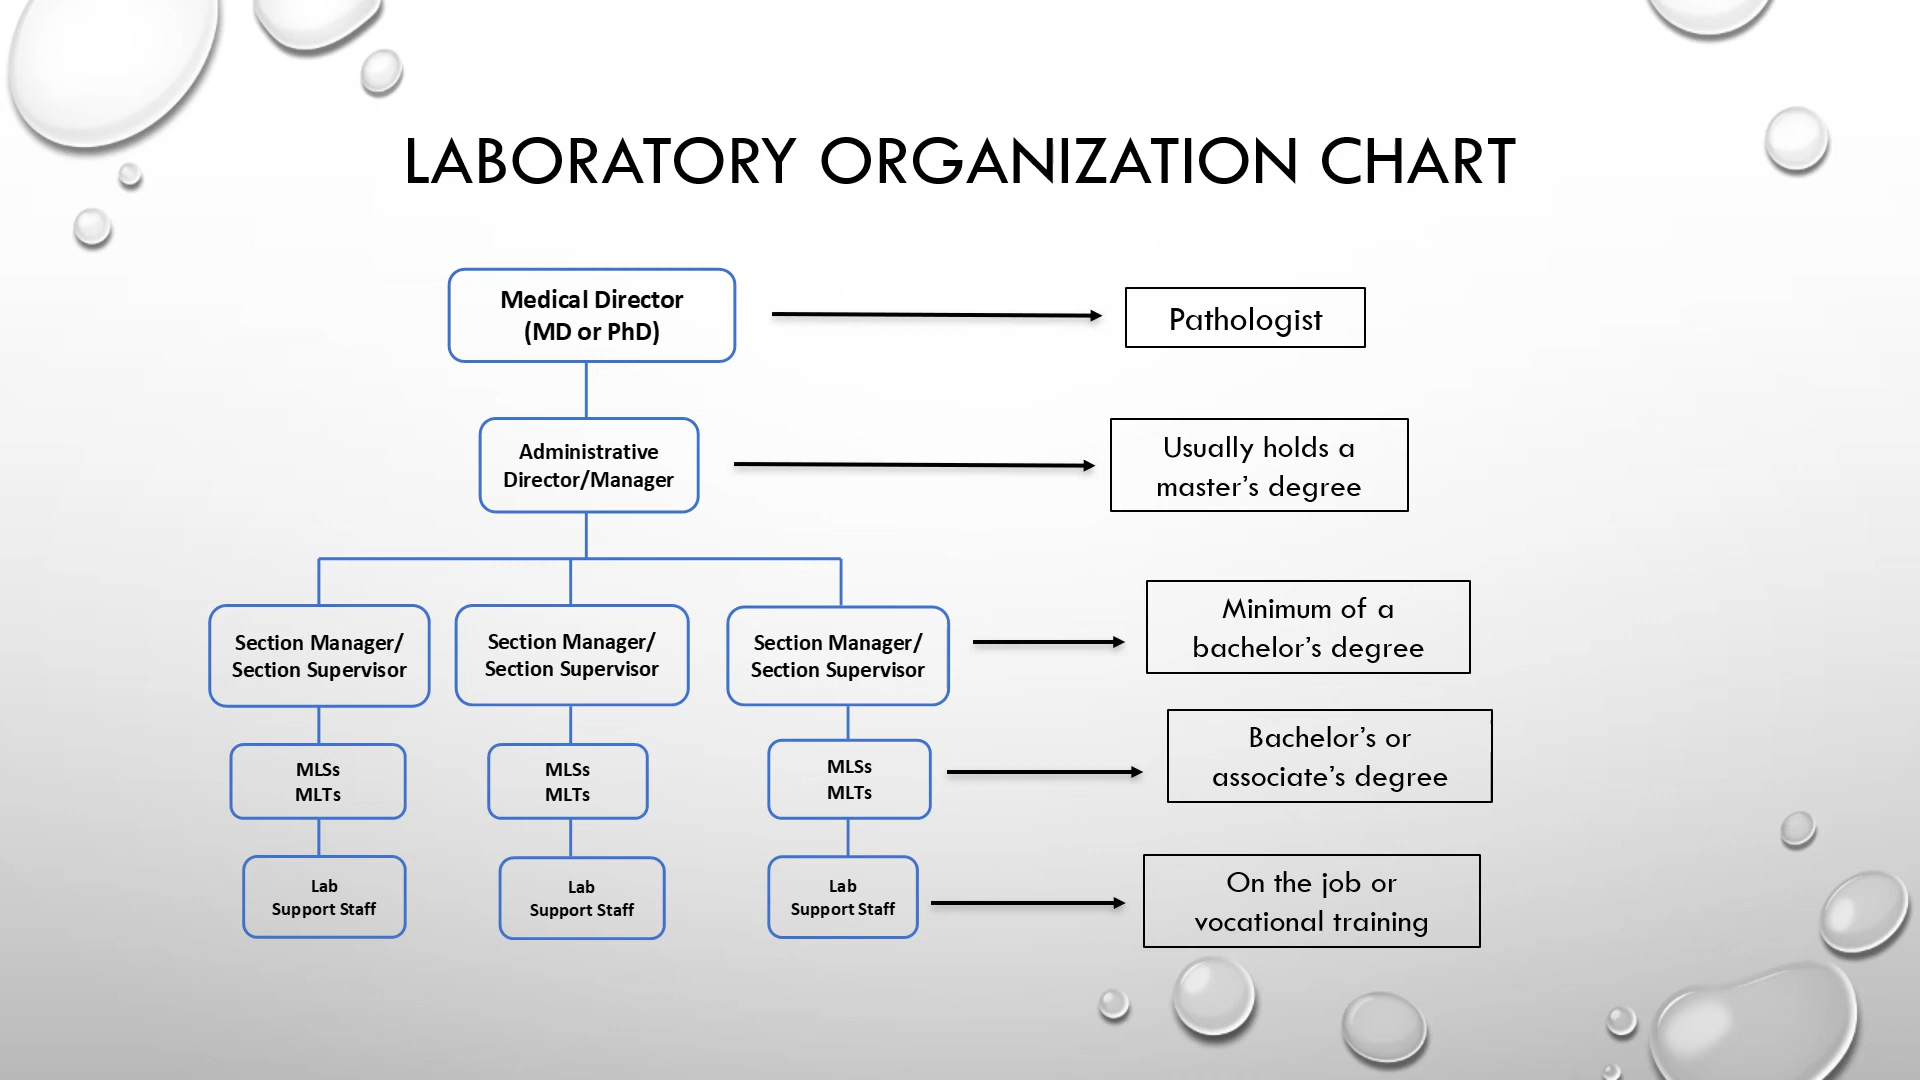 LABORATORY ORGANIZATION CHART
Medical Director
(MD or PhD)
Pathologist
Administrative
Director/Manager
Usually holds a
master’s degree
Section Manager/
Section Supervisor
Section Manager/
Section Supervisor
Section Manager/
Section Supervisor
Minimum of a
bachelor’s degree
MLSs
MLTs
MLSs
MLTs
MLSs
MLTs
Bachelor’s or
associate’s degree
Lab
Support Staff
Lab
Support Staff
Lab
Support Staff
On the job or
vocational training